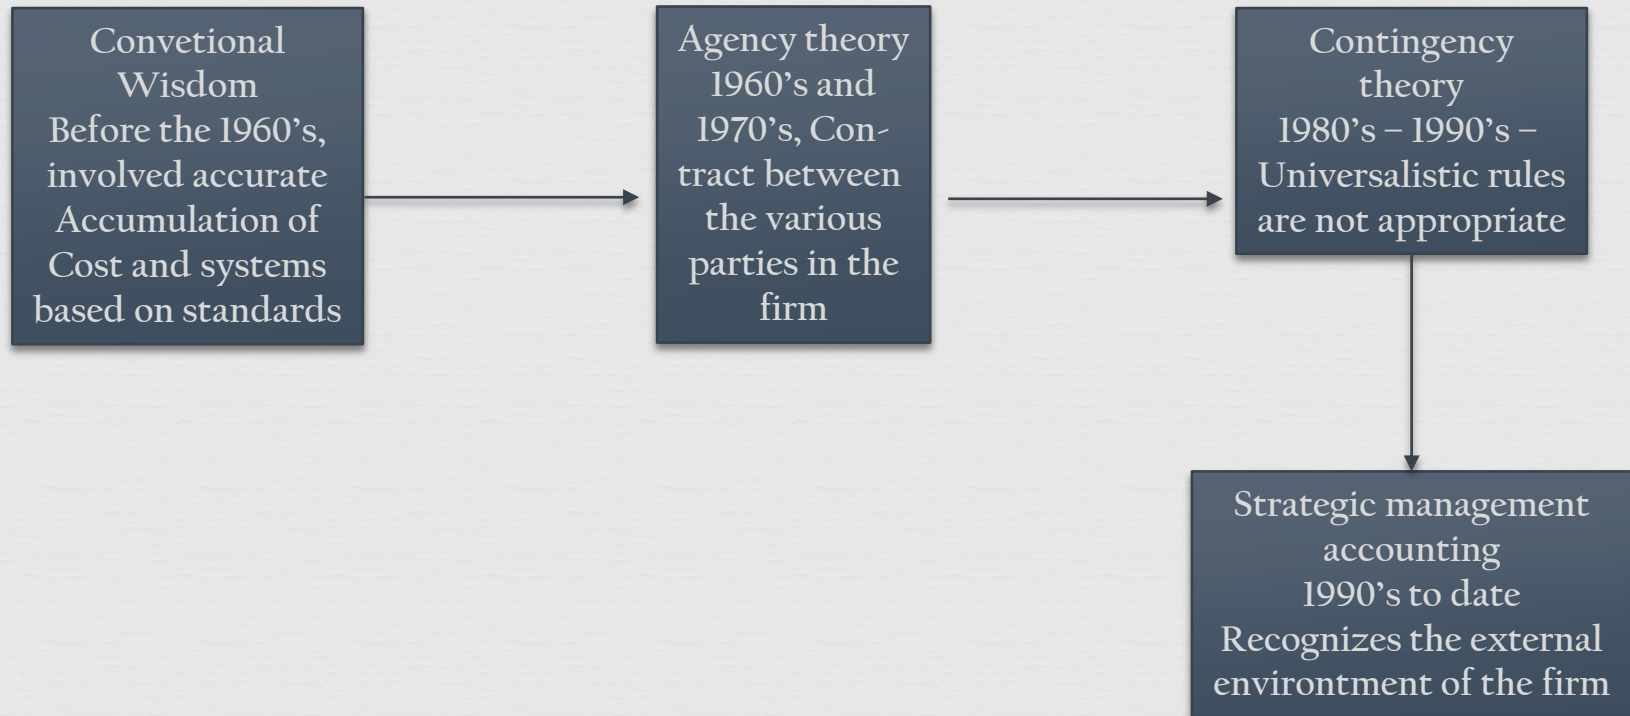 Convetional
Wisdom
Before the 1960’s,
involved accurate
Accumulation of
Cost and systems
based on standards
Agency theory
1960’s and
1970’s, Con-
tract between
the various
parties in the
firm
Contingency
theory
1980’s – 1990’s –
Universalistic rules
are not appropriate
Strategic management
accounting
1990’s to date
Recognizes the external
environtment of the firm